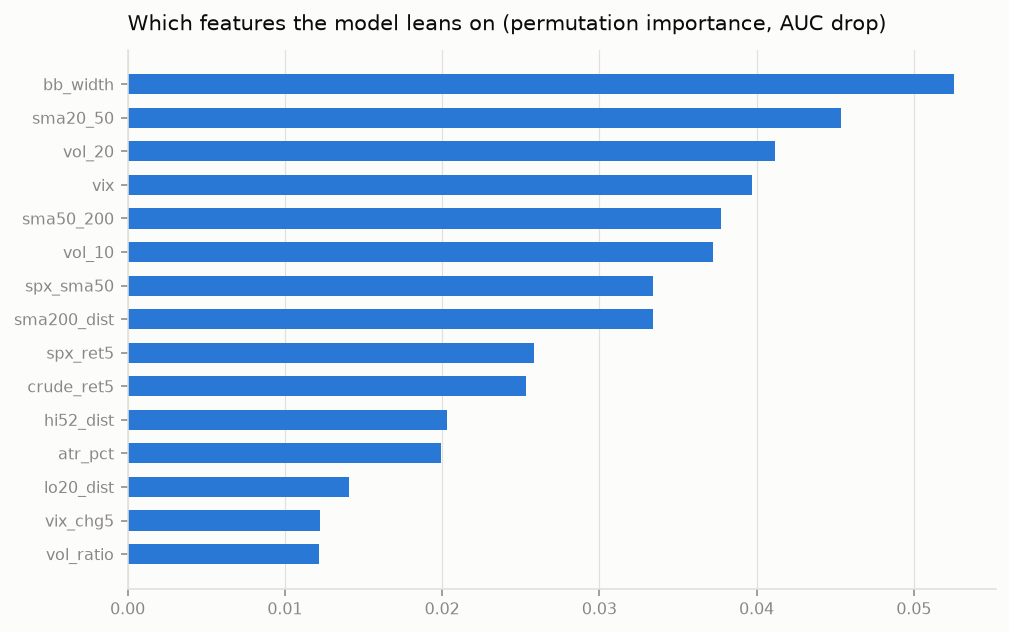 Which features the model leans on (permutation importance, AUC drop)
bb_width
sma20_50
vol_20
vix
sma50_200
vol_10
spx_sma50
sma200_dist
spx_ret5
crude_ret5
hi52_dist
atr_pct
lo20_dist
vix_chg5
vol_ratio
0.00 0.01 0.02 0.03 0.04 0.05